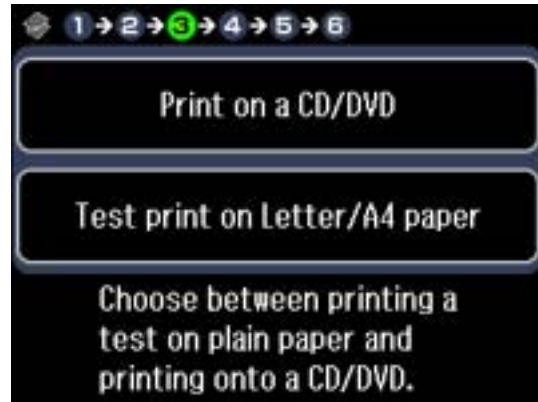 1 → 2 → 3 → 4 → 5 → 6
Print on a CD/DVD
Test print on Letter/A4 paper
Choose between printing a
test on plain paper and
printing onto a CD/DVD.